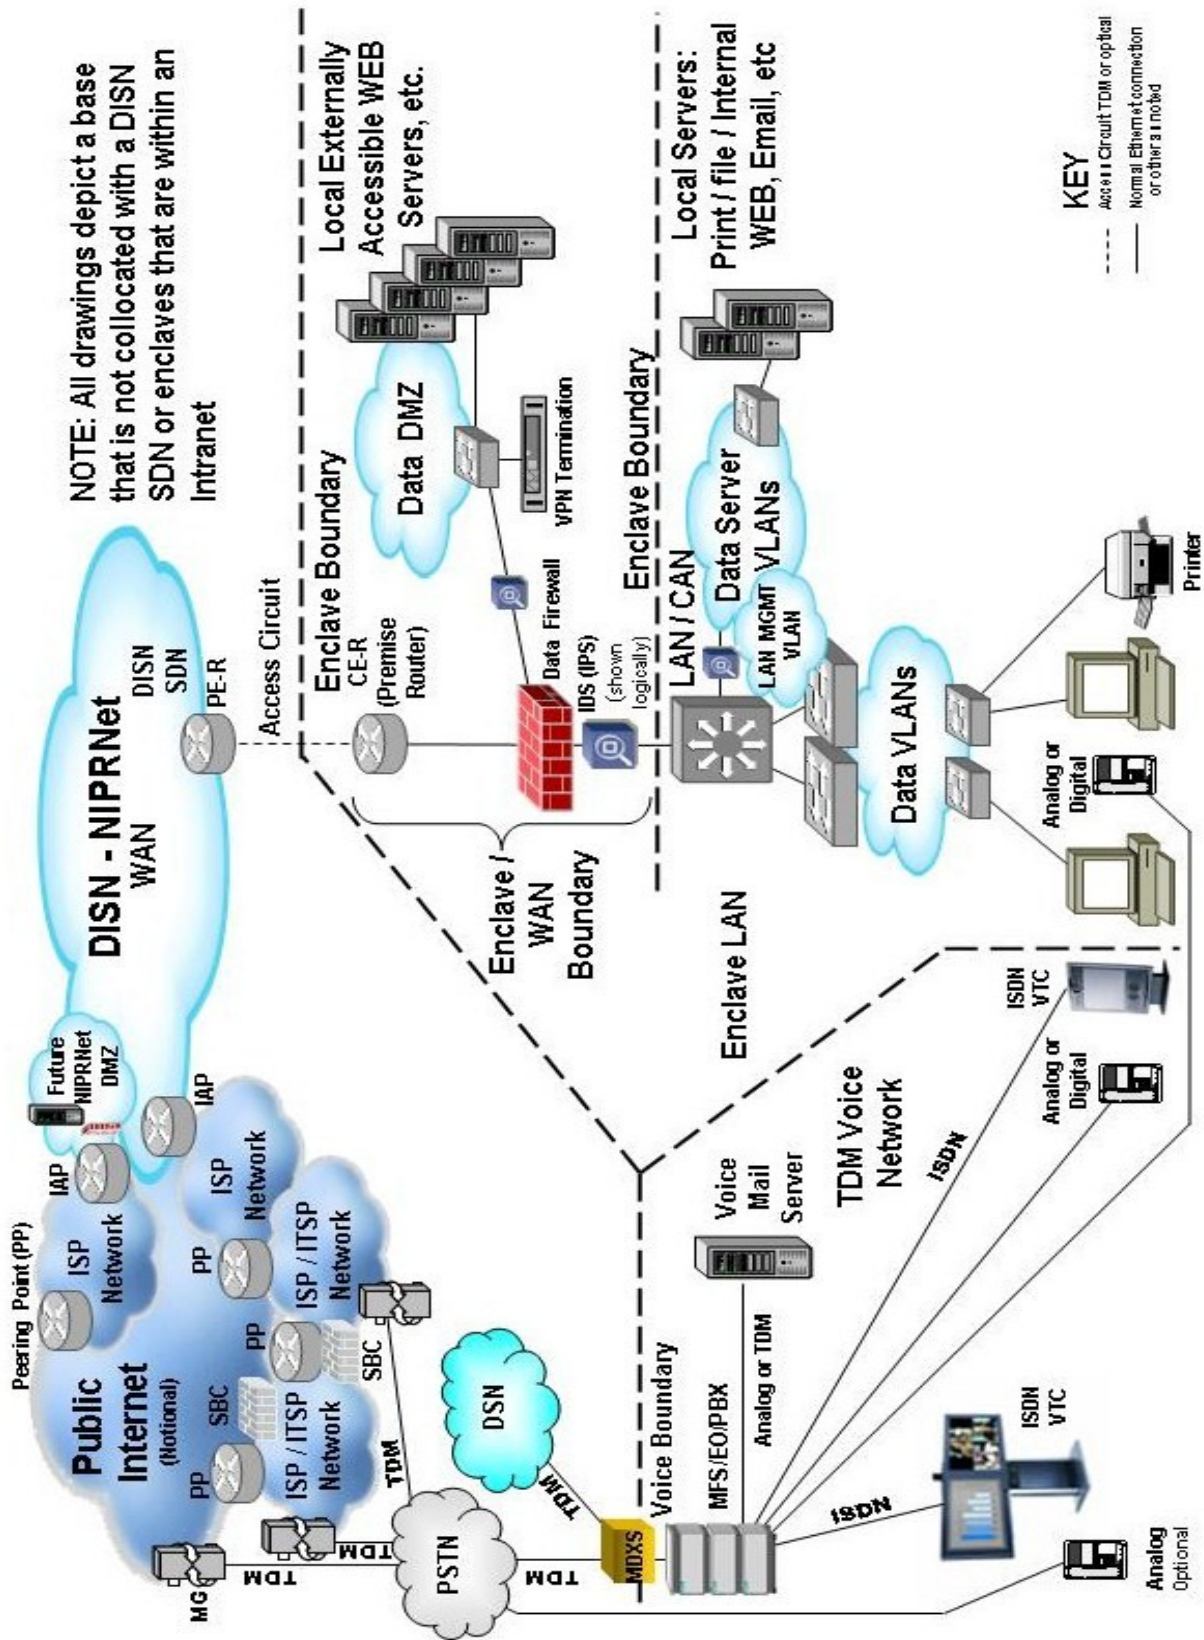 NOTE: All drawings depict a base
that is not collocated with a DISN
SDN or enclaves that are within an
Intranet
Peering Point (PP)
ISP
Network
IAP
Future
NIPRNet
DMZ
IAP
DISN - NIPRNet
WAN
DISN
SDN
PE-R
Public
Internet
(Notional)
PP
ISP
Network
SBC
PP
ISP / ITSP
Network
PP
ISP / ITSP
Network
SBC
MG
TDM
TDM
TDM
PSTN
DSN
TDM
TDM
MDXS
Access Circuit
Enclave Boundary
CE-R
(Premise
Router)
Local Externally
Accessible WEB
Servers, etc.
Data DMZ
VPN Termination
Data Firewall
IDS (IPS)
(shown
logically)
Enclave /
WAN
Boundary
Enclave Boundary
LAN / CAN
Local Servers:
Print / file / Internal
WEB, Email, etc
Data Server
VLANs
LAN MGMT
VLAN
Data VLANs
Enclave LAN
Voice Boundary
MFS/EO/PBX
Analog or TDM
Voice
Mail
Server
TDM Voice
Network
ISDN
ISDN
ISDN
VTC
Analog
Optional
Analog or
Digital
ISDN
VTC
Analog or
Digital
Printer
KEY
Access Circuit TDM or optical
Normal Ethernet connection
or other as noted